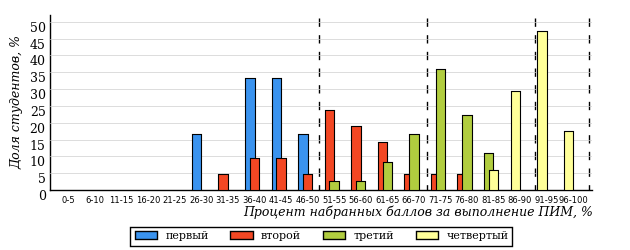 50
45
40
35
30
25
20
15
10
5
0
Доля студентов, %
0-5 6-10 11-15 16-20 21-25 26-30 31-35 36-40 41-45 46-50 51-55 56-60 61-65 66-70 71-75 76-80 81-85 86-90 91-95 96-100
Процент набранных баллов за выполнение ПИМ, %
первый второй третий четвертый